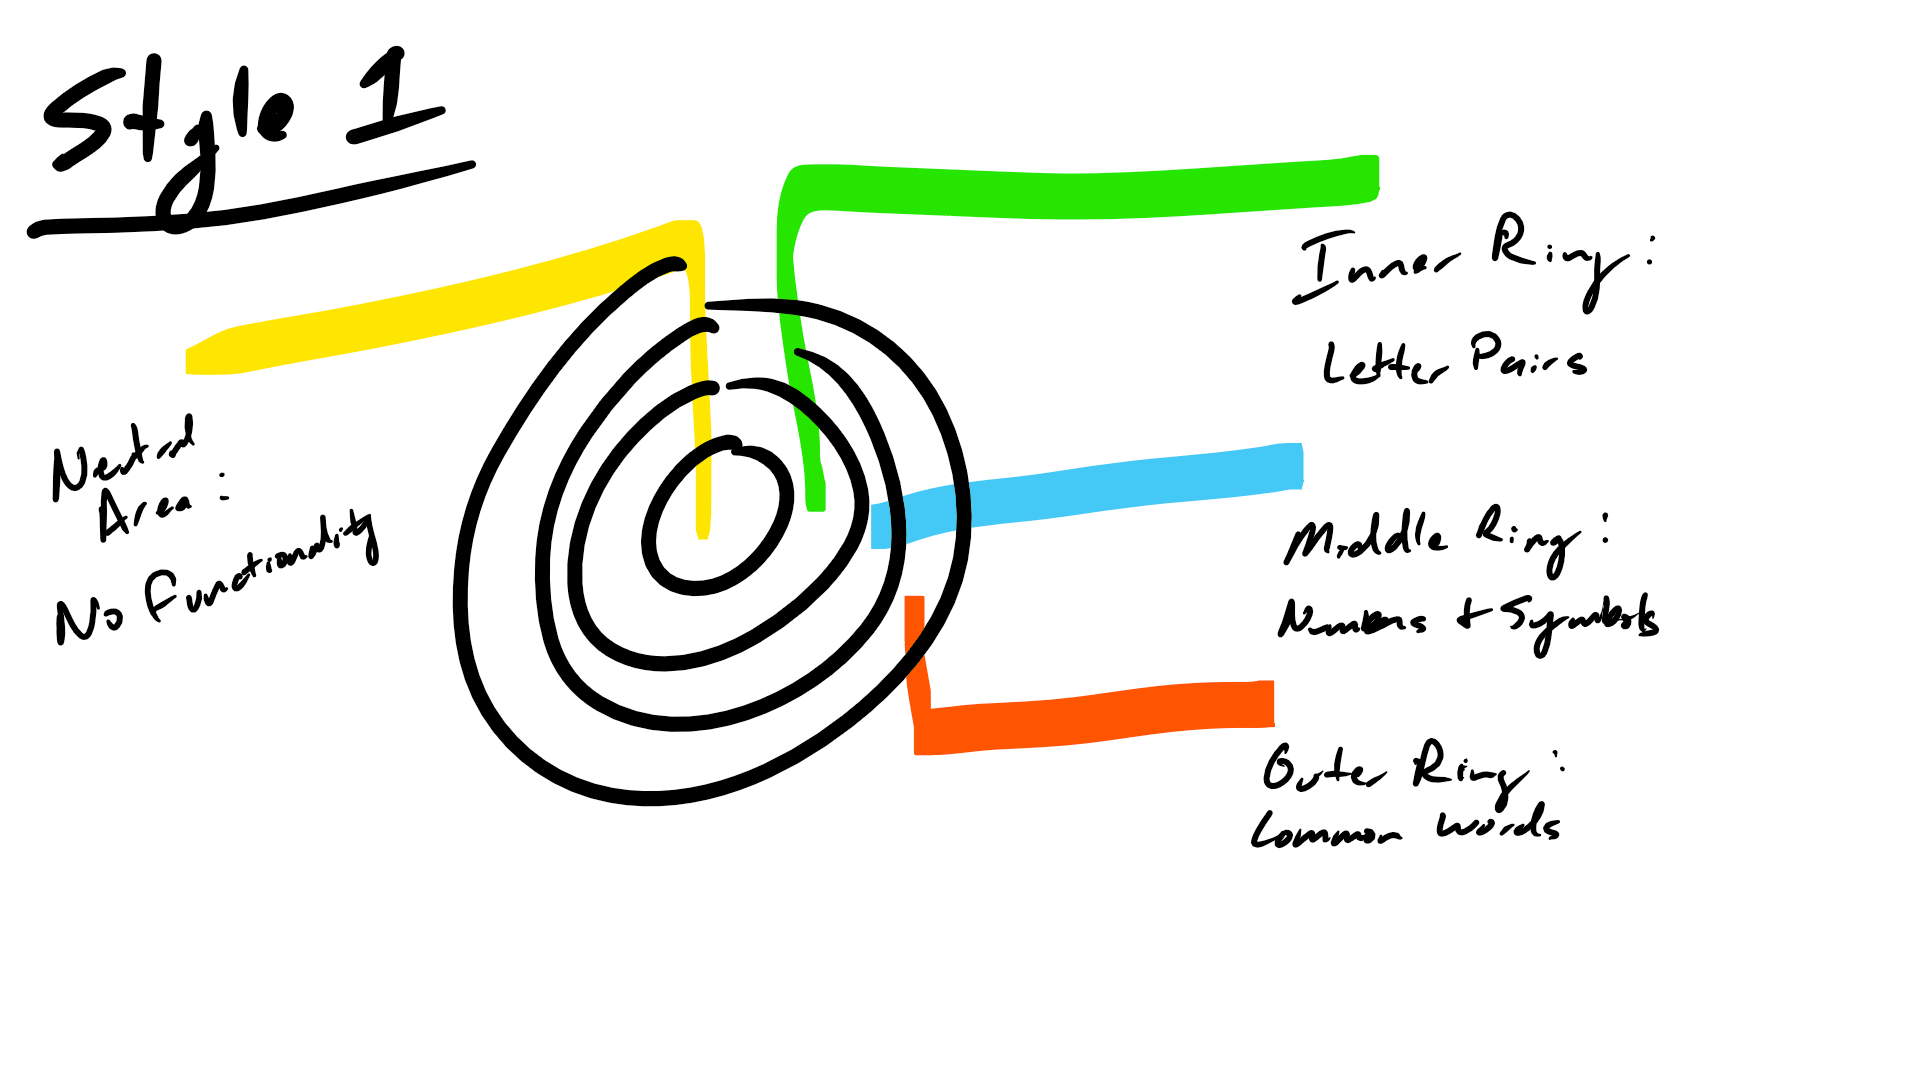 Style 1
Inner Ring:
Letter Pairs
Neutral
Area:
No Functionality
Middle Ring:
Numbers + Symbols
Outer Ring:
Common Words